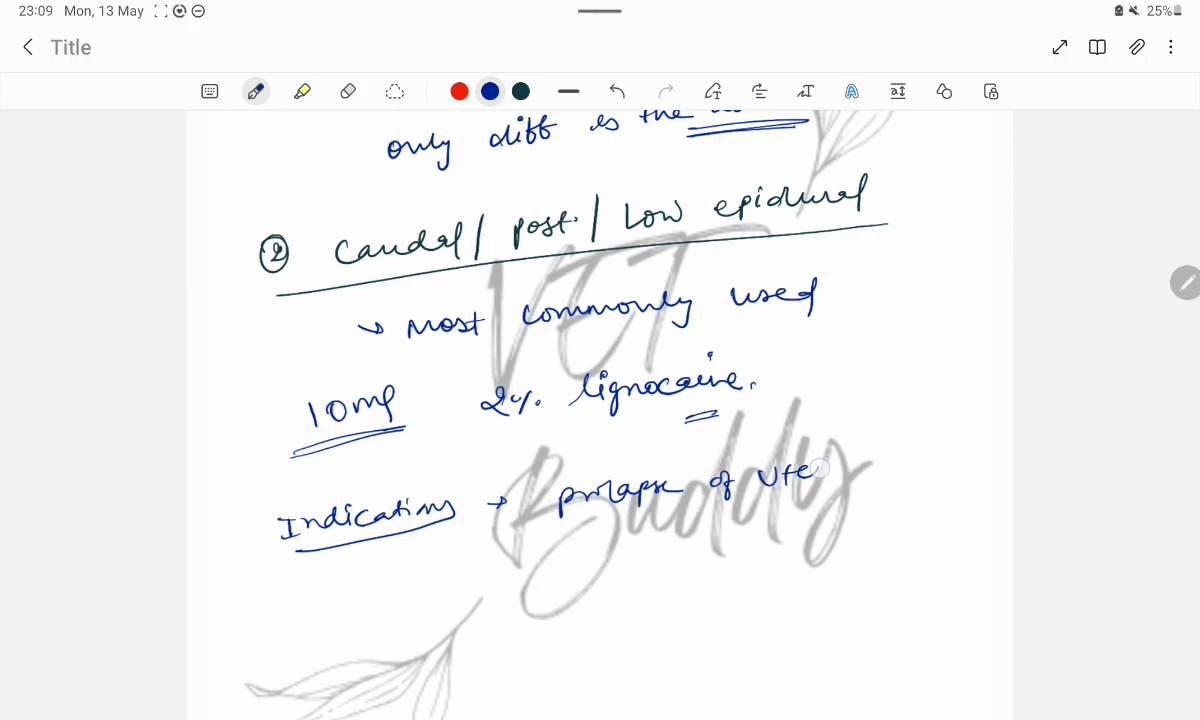 23:09 Mon, 13 May
25%
Title
only diff is the
② Caudal / post. / Low epidural
→ most commonly used
10ml 2%. lignocaine.
Indications → prolapse of Ute
VET
Buddy